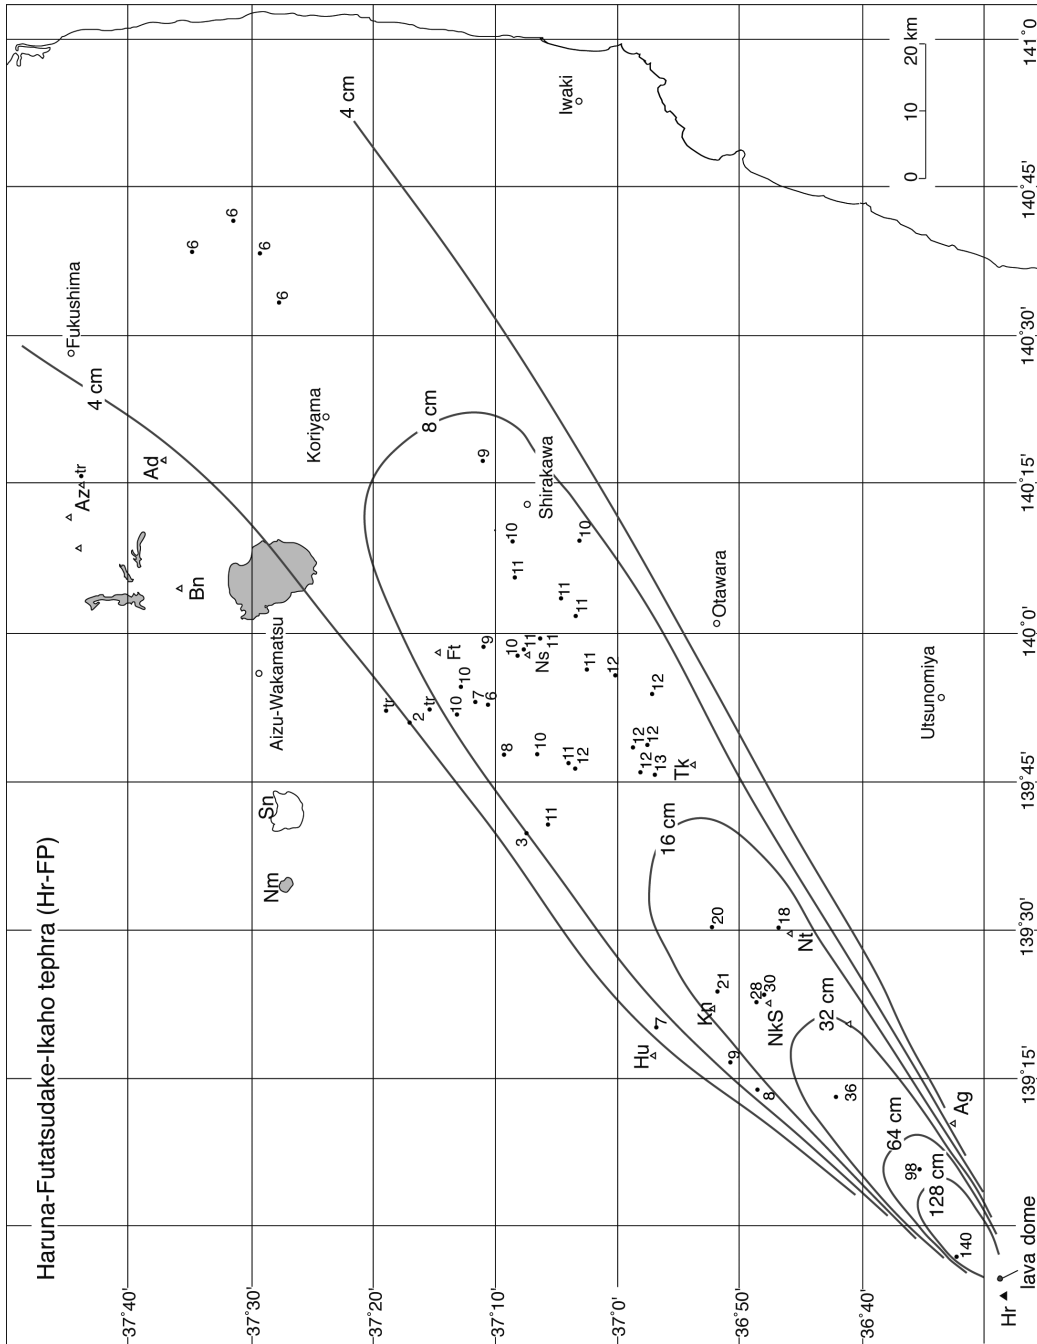 Haruna-Futatsudake-Ikaho tephra (Hr-FP)
Fukushima
4 cm
Az
tr
Ad
37°40'
Bn
6
6
6
6
37°30'
Nm
Sn
Aizu-Wakamatsu
Koriyama
4 cm
37°20'
tr
2
tr
Ft
8 cm
10
10
7
6
9
9
8
10
10
11
11
Ns
10
Shirakawa
3
11
10
11
12
11
11
11
10
Iwaki
11
12
37°10'
37°0'
Hu
7
12
13
12
12
12
Tk
16 cm
20
21
Kn
9
Otawara
28
30
NkS
8
18
Nt
36°50'
32 cm
36
36°40'
64 cm
98
128 cm
140
Ag
Utsunomiya
0
10
20 km
Hr
lava dome
139°15'
139°30'
139°45'
140°0'
140°15'
140°30'
140°45'
141°0